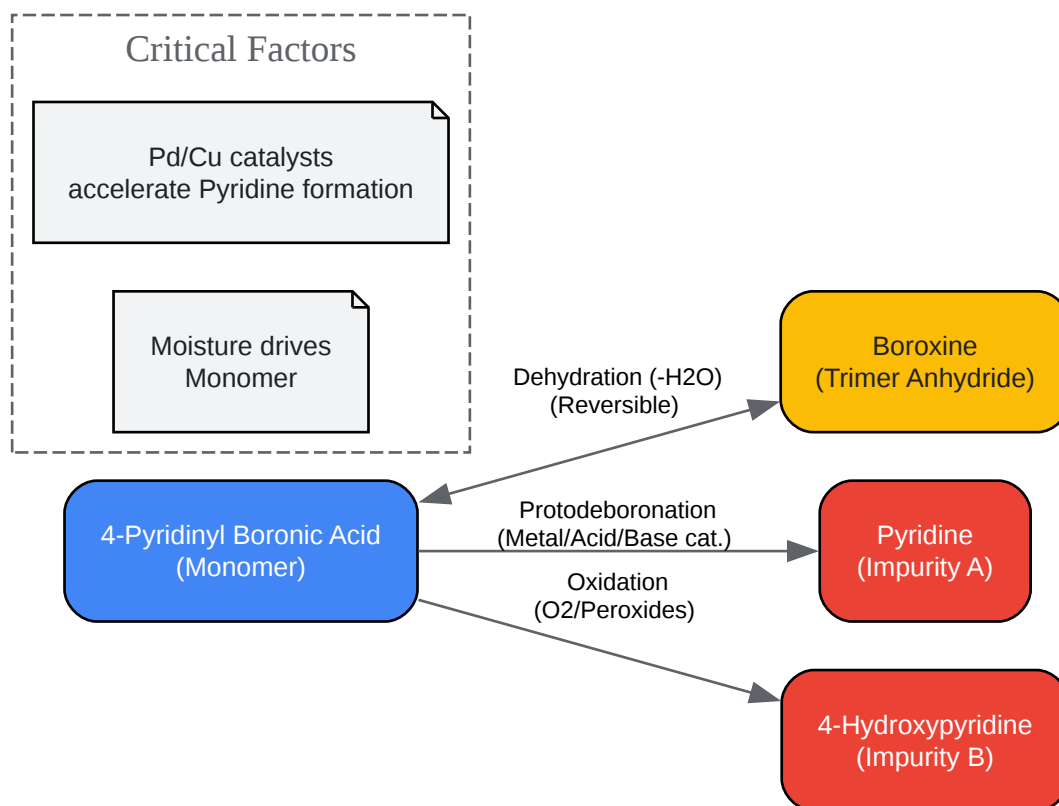 Critical Factors
Pd/Cu catalysts
accelerate Pyridine formation
Moisture drives
Monomer
Dehydration (-H2O)
(Reversible)
Boroxine
(Trimer Anhydride)
4-Pyridinyl Boronic Acid
(Monomer)
Protodeboronation
(Metal/Acid/Base cat.)
Pyridine
(Impurity A)
Oxidation
(O2/Peroxides)
4-Hydroxypyridine
(Impurity B)